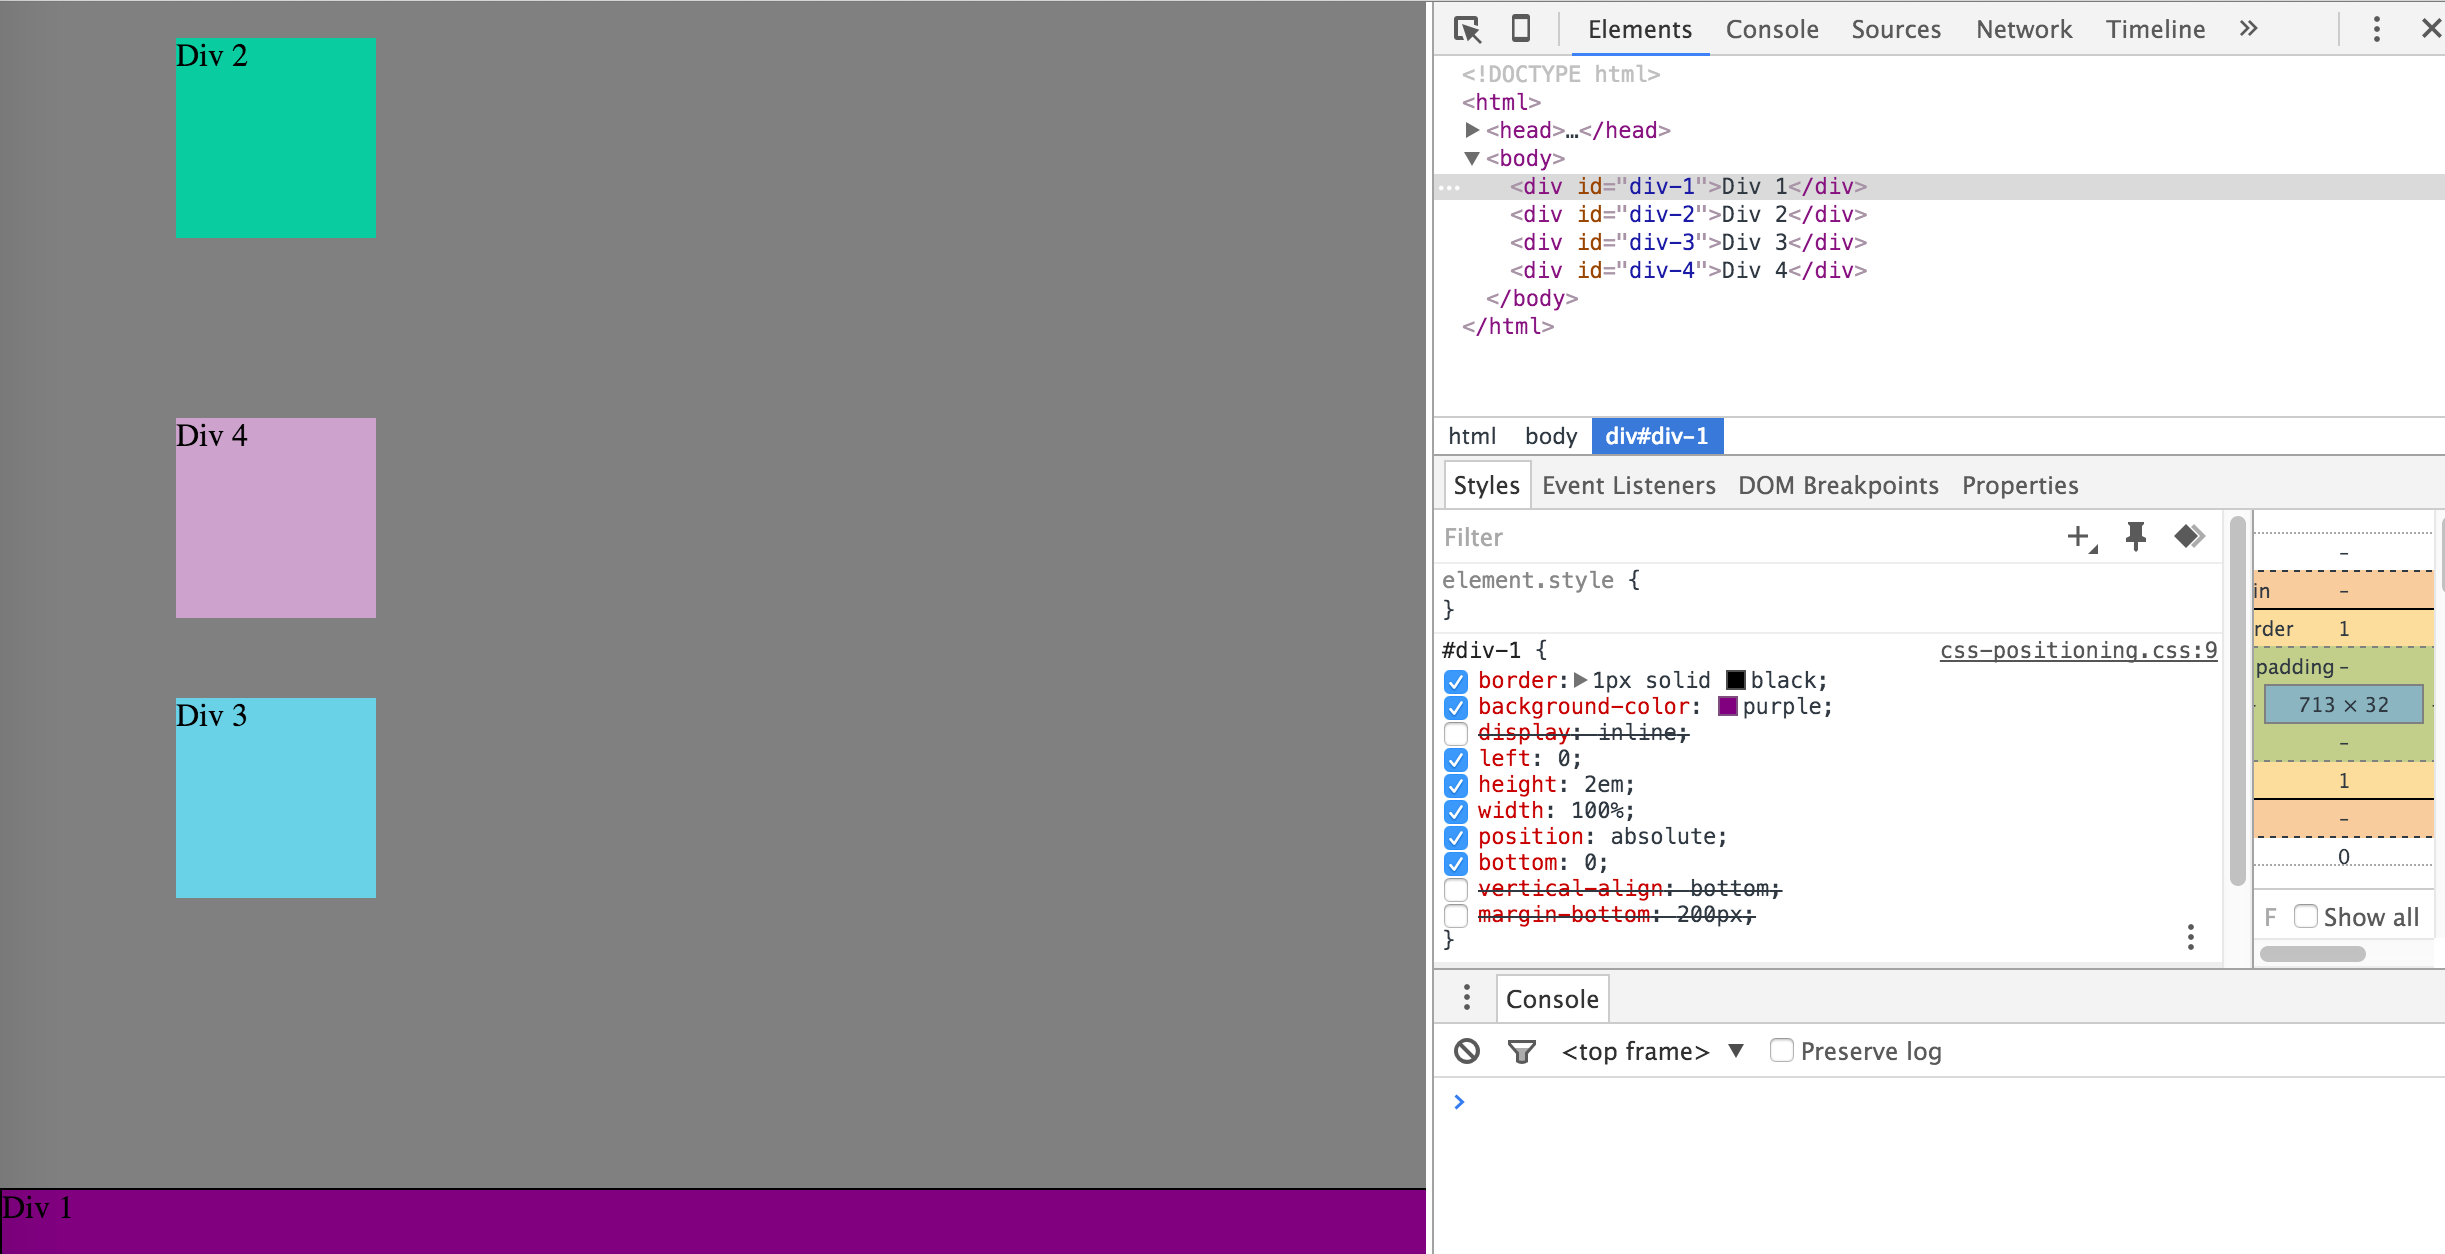 Div 2
Div 4
Div 3
Div 1
Elements Console Sources Network Timeline »
<!DOCTYPE html>
<html>
▶<head>…</head>
▼<body>
… <div id="div-1">Div 1</div>
<div id="div-2">Div 2</div>
<div id="div-3">Div 3</div>
<div id="div-4">Div 4</div>
</body>
</html>
html body div#div-1
Styles Event Listeners DOM Breakpoints Properties
Filter
element.style {
}
#div-1 { css-positioning.css:9
border:▶1px solid black;
background-color: purple;
display: inline;
left: 0;
height: 2em;
width: 100%;
position: absolute;
bottom: 0;
vertical-align: bottom;
margin-bottom: 200px;
}
–
in –
rder 1
padding –
713 × 32
–
1
–
0
F Show all
Console
<top frame> ▼ Preserve log
>